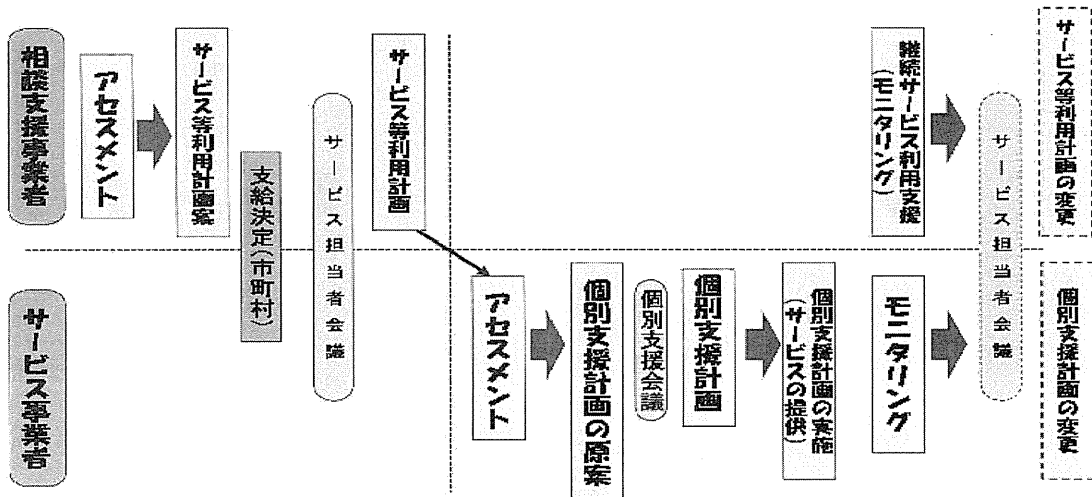 相談支援事業者
アセスメント
サービス等利用計画案
支給決定(市町村)
サービス担当者会議
サービス等利用計画
継続サービス利用支援
(モニタリング)
サービス担当者会議
サービス等利用計画の変更
サービス事業者
アセスメント
個別支援計画の原案
個別支援会議
個別支援計画
個別支援計画の実施
(サービスの提供)
モニタリング
個別支援計画の変更